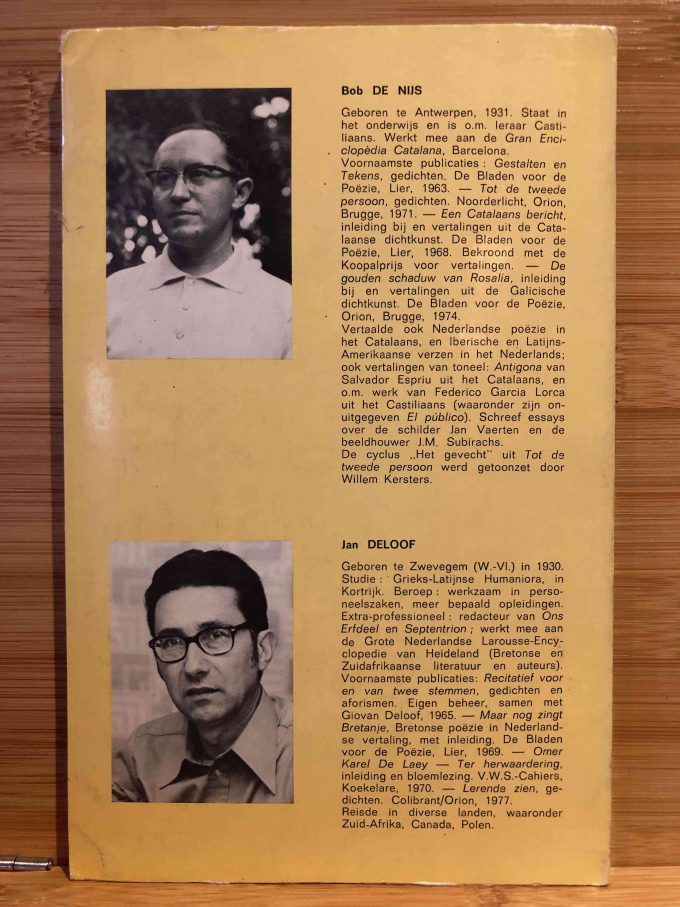 Bob DE NIJS
Geboren te Antwerpen, 1931. Staat in
het onderwijs en is o.m. leraar Casti-
liaans. Werkt mee aan de Gran Enci-
clopèdia Catalana, Barcelona.
Voornaamste publicaties : Gestalten en
Tekens, gedichten. De Bladen voor de
Poëzie, Lier, 1963. — Tot de tweede
persoon, gedichten. Noorderlicht, Orion,
Brugge, 1971. — Een Catalaans bericht,
inleiding bij en vertalingen uit de Cata-
laanse dichtkunst. De Bladen voor de
Poëzie, Lier, 1968. Bekroond met de
Koopalprijs voor vertalingen. — De
gouden schaduw van Rosalia, inleiding
bij en vertalingen uit de Galicische
dichtkunst. De Bladen voor de Poëzie,
Orion, Brugge, 1974.
Vertaalde ook Nederlandse poëzie in
het Catalaans, en Iberische en Latijns-
Amerikaanse verzen in het Nederlands;
ook vertalingen van toneel: Antigona van
Salvador Espriu uit het Catalaans, en
o.m. werk van Federico Garcia Lorca
uit het Castiliaans (waaronder zijn on-
uitgegeven El público). Schreef essays
over de schilder Jan Vaerten en de
beeldhouwer J.M. Subirachs.
De cyclus „Het gevecht" uit Tot de
tweede persoon werd getoonzet door
Willem Kersters.
Jan DELOOF
Geboren te Zwevegem (W.-Vl.) in 1930.
Studie : Grieks-Latijnse Humaniora, in
Kortrijk. Beroep : werkzaam in perso-
neelszaken, meer bepaald opleidingen.
Extra-professioneel : redacteur van Ons
Erfdeel en Septentrion ; werkt mee aan
de Grote Nederlandse Larousse-Ency-
clopedie van Heideland (Bretonse en
Zuidafrikaanse literatuur en auteurs).
Voornaamste publicaties: Recitatief voor
en van twee stemmen, gedichten en
aforismen. Eigen beheer, samen met
Giovan Deloof, 1965. — Maar nog zingt
Bretanje, Bretonse poëzie in Nederland-
se vertaling, met inleiding. De Bladen
voor de Poëzie, Lier, 1969. — Omer
Karel De Laey — Ter herwaardering,
inleiding en bloemlezing. V.W.S.-Cahiers,
Koekelare, 1970. — Lerende zien, ge-
dichten. Colibrant/Orion, 1977.
Reisde in diverse landen, waaronder
Zuid-Afrika, Canada, Polen.